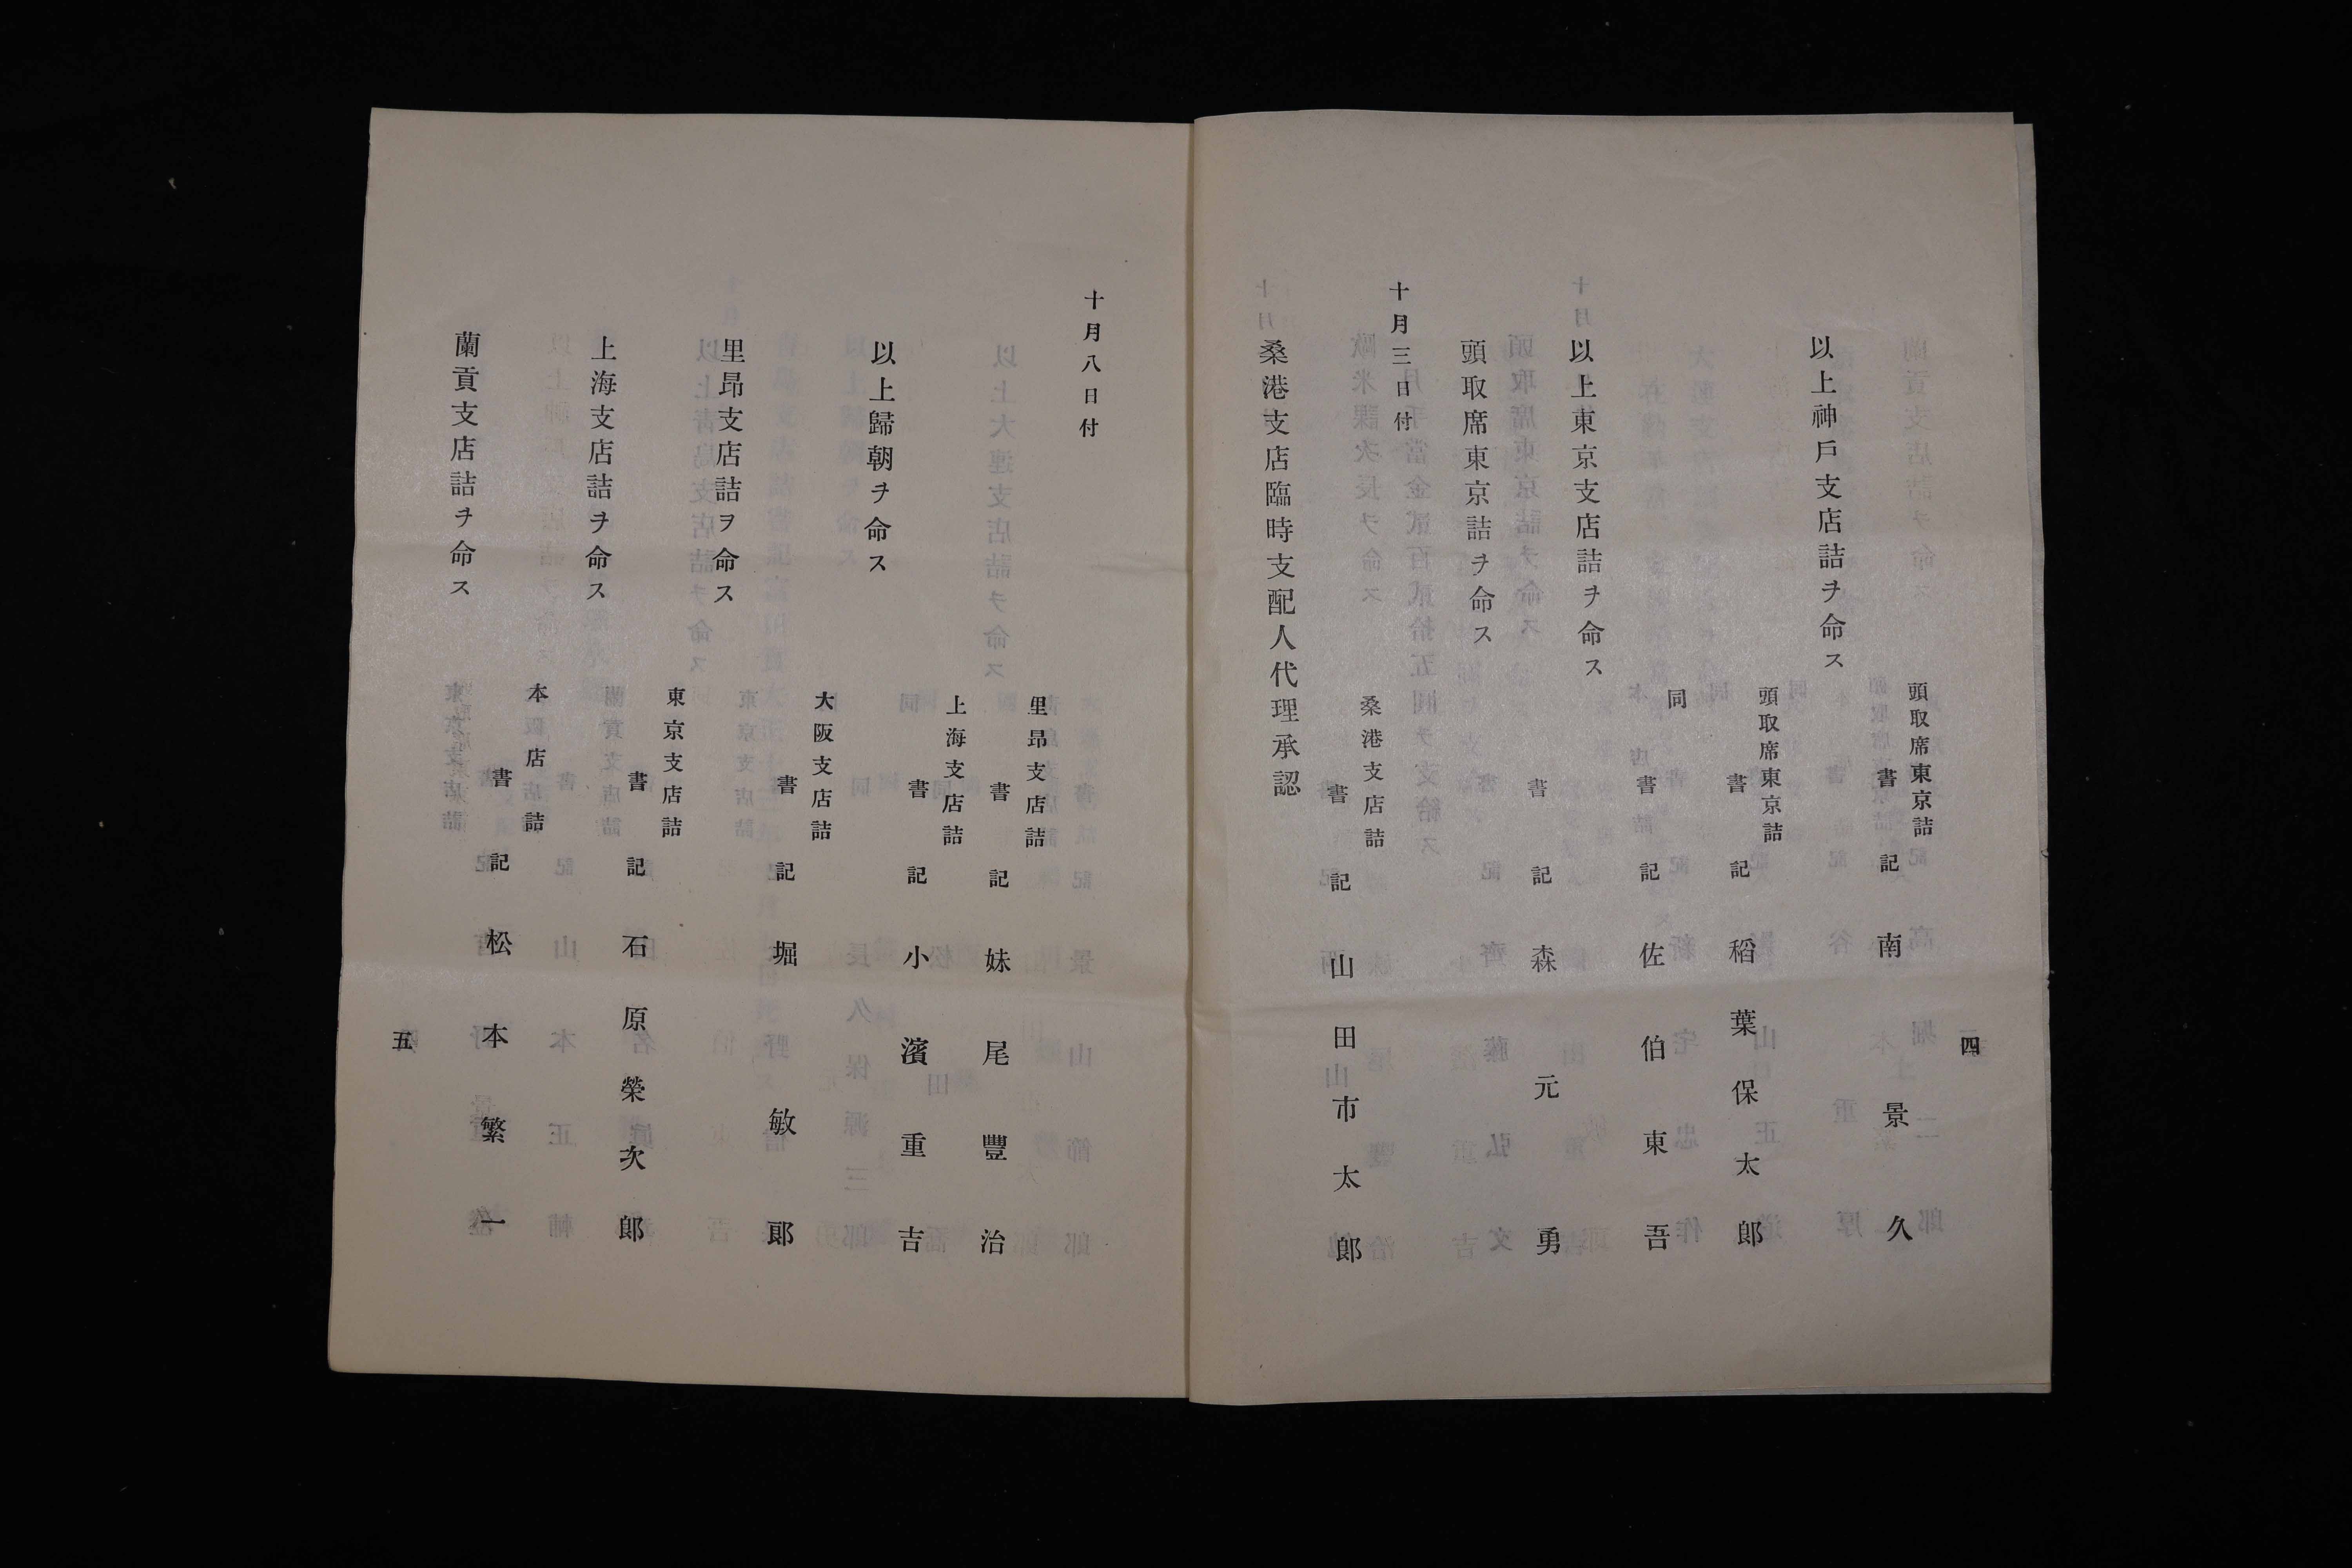 頭取席東京詰
書記 南景久
以上神戶支店詰ヲ命ス
頭取席東京詰
書記 稻葉保太郞
同
書記 佐伯東吾
以上東京支店詰ヲ命ス
書記 森元勇
頭取席東京詰ヲ命ス
十月三日付
桑港支店詰
書記 山田市太郞
桑港支店臨時支配人代理承認
四
十月八日付
里昂支店詰
書記 妹尾豐治
上海支店詰
書記 小濱重吉
以上歸朝ヲ命ス
大阪支店詰
書記 堀敏郞
里昂支店詰ヲ命ス
東京支店詰
書記 石原榮次郞
上海支店詰ヲ命ス
本店詰
書記 松本繁一
蘭貢支店詰ヲ命ス
五